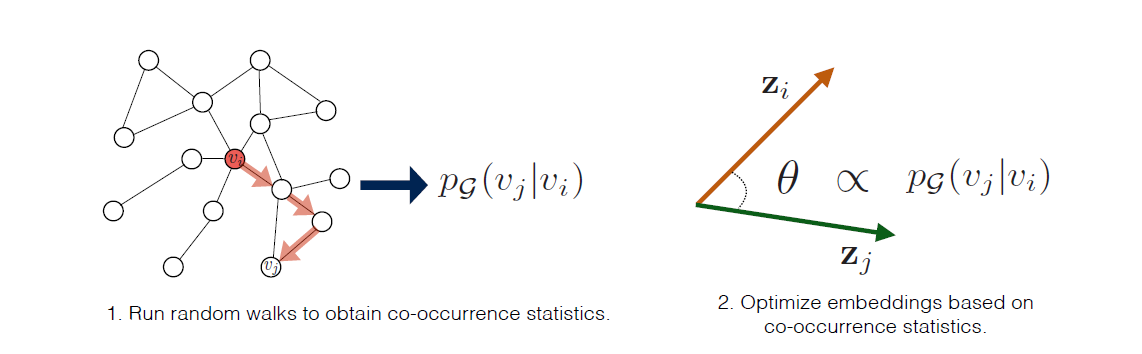 v_i
v_j
p_𝒢(v_j|v_i)
1. Run random walks to obtain co-occurrence statistics.
z_i
θ ∝ p_𝒢(v_j|v_i)
z_j
2. Optimize embeddings based on
co-occurrence statistics.